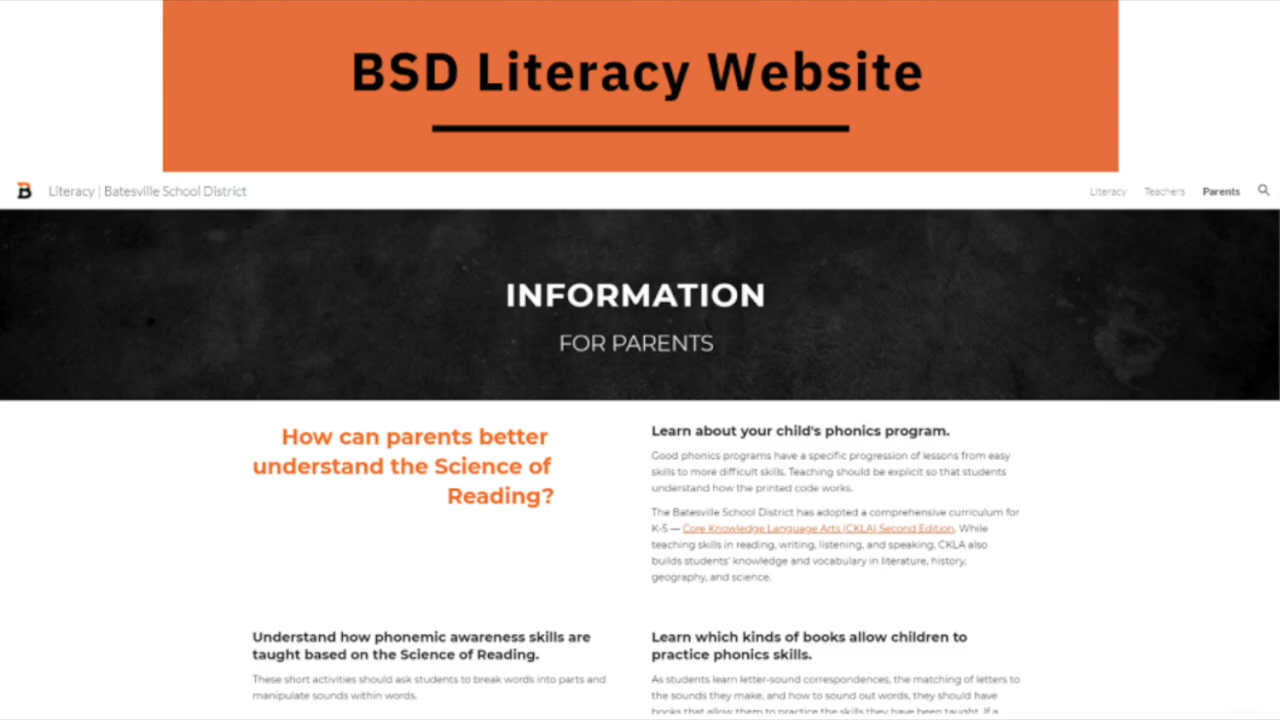 BSD Literacy Website
B
Literacy | Batesville School District
Literacy
Teachers
Parents
INFORMATION
FOR PARENTS
How can parents better
understand the Science of
Reading?
Learn about your child's phonics program.
Good phonics programs have a specific progression of lessons from easy
skills to more difficult skills. Teaching should be explicit so that students
understand how the printed code works.
The Batesville School District has adopted a comprehensive curriculum for
K-5 — Core Knowledge Language Arts (CKLA) Second Edition. While
teaching skills in reading, writing, listening, and speaking, CKLA also
builds students' knowledge and vocabulary in literature, history,
geography, and science.
Understand how phonemic awareness skills are
taught based on the Science of Reading.
These short activities should ask students to break words into parts and
manipulate sounds within words.
Learn which kinds of books allow children to
practice phonics skills.
As students learn letter-sound correspondences, the matching of letters to
the sounds they make, and how to sound out words, they should have
books that allow them to practice the skills they have been taught. If a